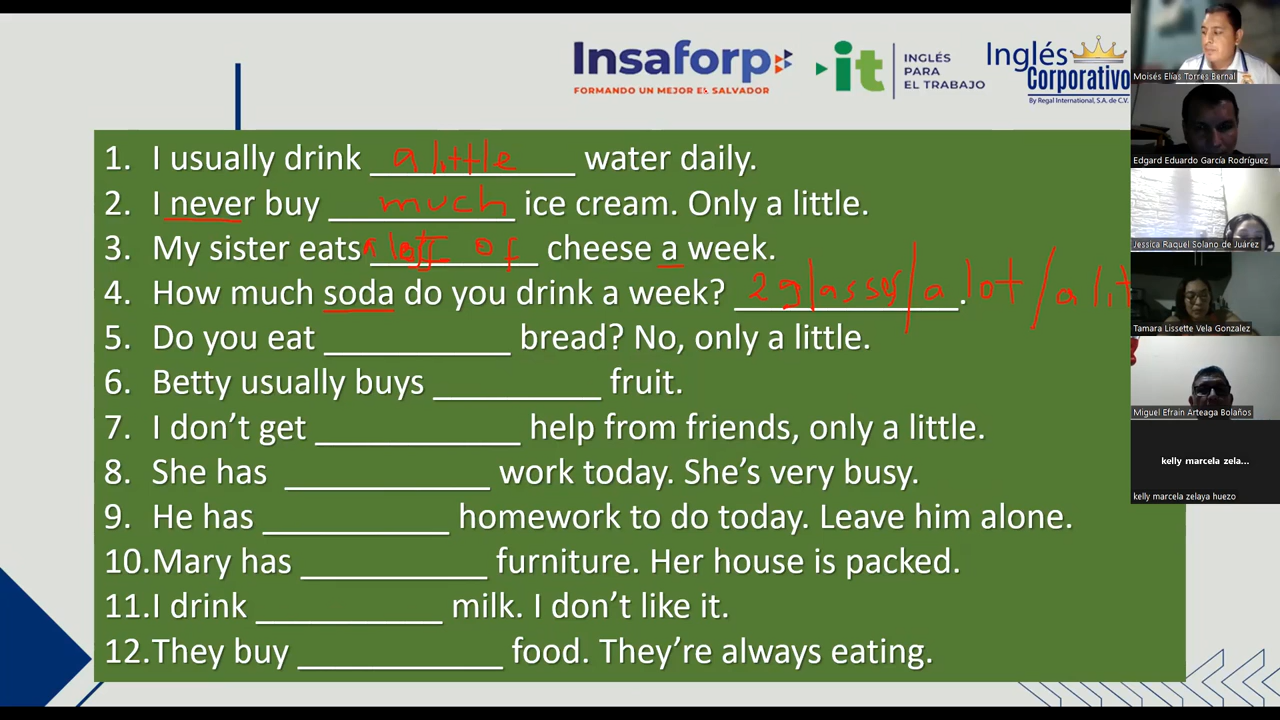 Insaforp
FORMANDO UN MEJOR EL SALVADOR
it
INGLÉS
PARA
EL TRABAJO
Inglés
Corporativo
By Regal International, S.A. de C.V.
1. I usually drink a little water daily.
2. I never buy much ice cream. Only a little.
3. My sister eats a lot of cheese a week.
4. How much soda do you drink a week? 2 glasses/a lot/a lit.
5. Do you eat __________ bread? No, only a little.
6. Betty usually buys _________ fruit.
7. I don't get ___________ help from friends, only a little.
8. She has ___________ work today. She's very busy.
9. He has __________ homework to do today. Leave him alone.
10. Mary has __________ furniture. Her house is packed.
11. I drink __________ milk. I don't like it.
12. They buy ___________ food. They're always eating.
Moisés Elías Torres Bernal
Edgard Eduardo García Rodríguez
Jessica Raquel Solano de Juárez
Tamara Lissette Vela Gonzalez
Miguel Efrain Arteaga Bolaños
kelly marcela zela...
kelly marcela zelaya huezo